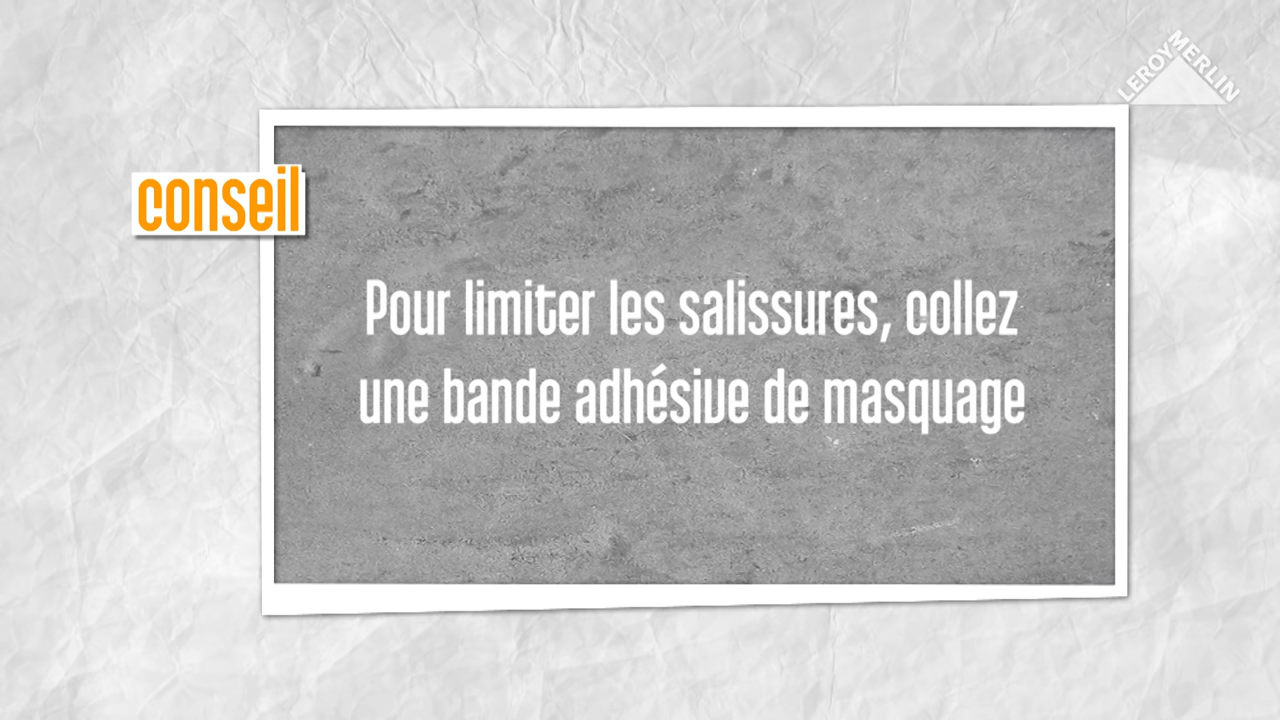 LEROY MERLIN
conseil
Pour limiter les salissures, collez
une bande adhésive de masquage